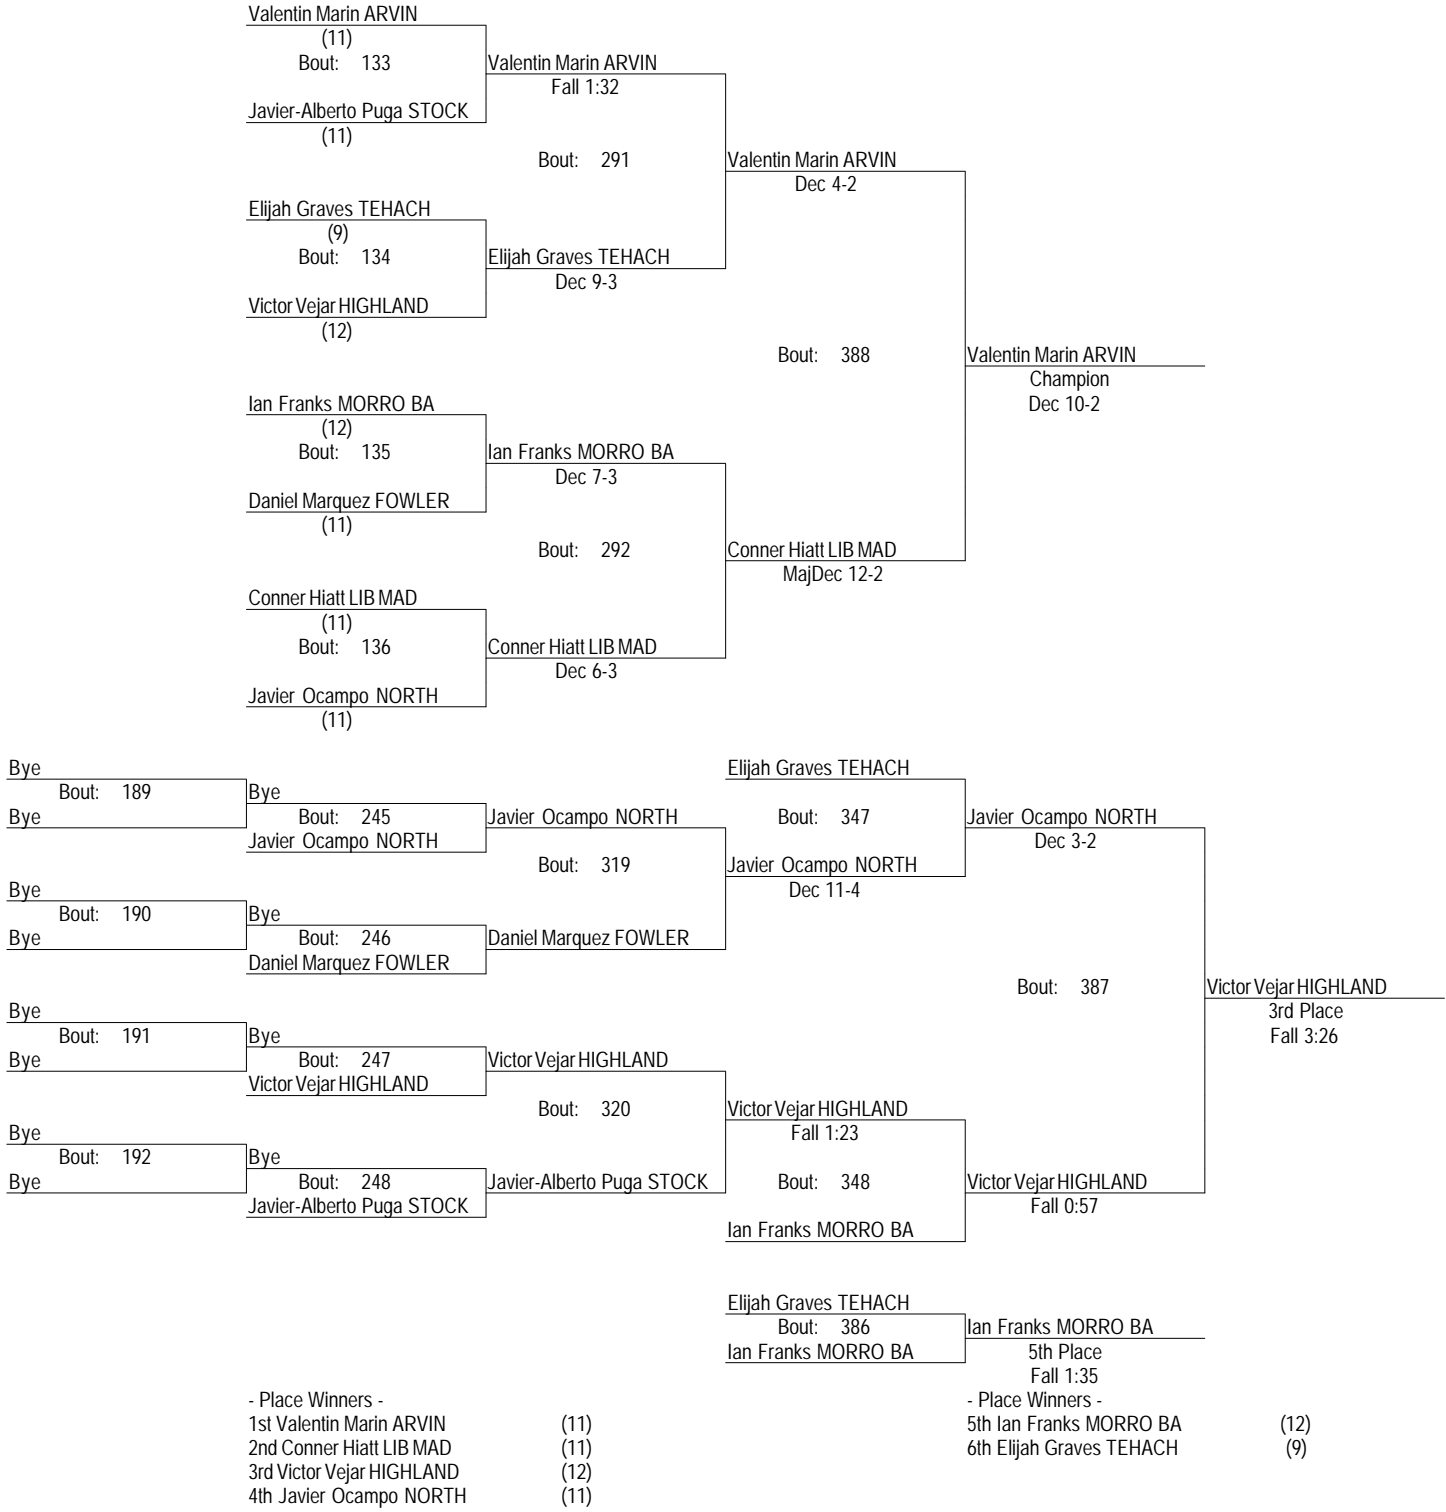 Valentin Marin ARVIN
(11)
Bout: 133
Valentin Marin ARVIN
Fall 1:32
Javier-Alberto Puga STOCK
(11)
Bout: 291
Valentin Marin ARVIN
Dec 4-2
Elijah Graves TEHACH
(9)
Bout: 134
Elijah Graves TEHACH
Dec 9-3
Victor Vejar HIGHLAND
(12)
Bout: 388
Valentin Marin ARVIN
Champion
Dec 10-2
Ian Franks MORRO BA
(12)
Bout: 135
Ian Franks MORRO BA
Dec 7-3
Daniel Marquez FOWLER
(11)
Bout: 292
Conner Hiatt LIB MAD
MajDec 12-2
Conner Hiatt LIB MAD
(11)
Bout: 136
Conner Hiatt LIB MAD
Dec 6-3
Javier Ocampo NORTH
(11)
Bye
Bout: 189
Bye
Bye
Bout: 245
Javier Ocampo NORTH
Javier Ocampo NORTH
Bout: 319
Elijah Graves TEHACH
Bout: 347
Javier Ocampo NORTH
Dec 11-4
Javier Ocampo NORTH
Dec 3-2
Bye
Bout: 190
Bye
Bye
Bout: 246
Daniel Marquez FOWLER
Daniel Marquez FOWLER
Bout: 387
Victor Vejar HIGHLAND
3rd Place
Fall 3:26
Bye
Bout: 191
Bye
Bye
Bout: 247
Victor Vejar HIGHLAND
Victor Vejar HIGHLAND
Bout: 320
Victor Vejar HIGHLAND
Fall 1:23
Bye
Bout: 192
Bye
Bye
Bout: 248
Javier-Alberto Puga STOCK
Javier-Alberto Puga STOCK
Bout: 348
Ian Franks MORRO BA
Victor Vejar HIGHLAND
Fall 0:57
Elijah Graves TEHACH
Bout: 386
Ian Franks MORRO BA
Ian Franks MORRO BA
5th Place
Fall 1:35
- Place Winners -
1st Valentin Marin ARVIN (11)
2nd Conner Hiatt LIB MAD (11)
3rd Victor Vejar HIGHLAND (12)
4th Javier Ocampo NORTH (11)
- Place Winners -
5th Ian Franks MORRO BA (12)
6th Elijah Graves TEHACH (9)